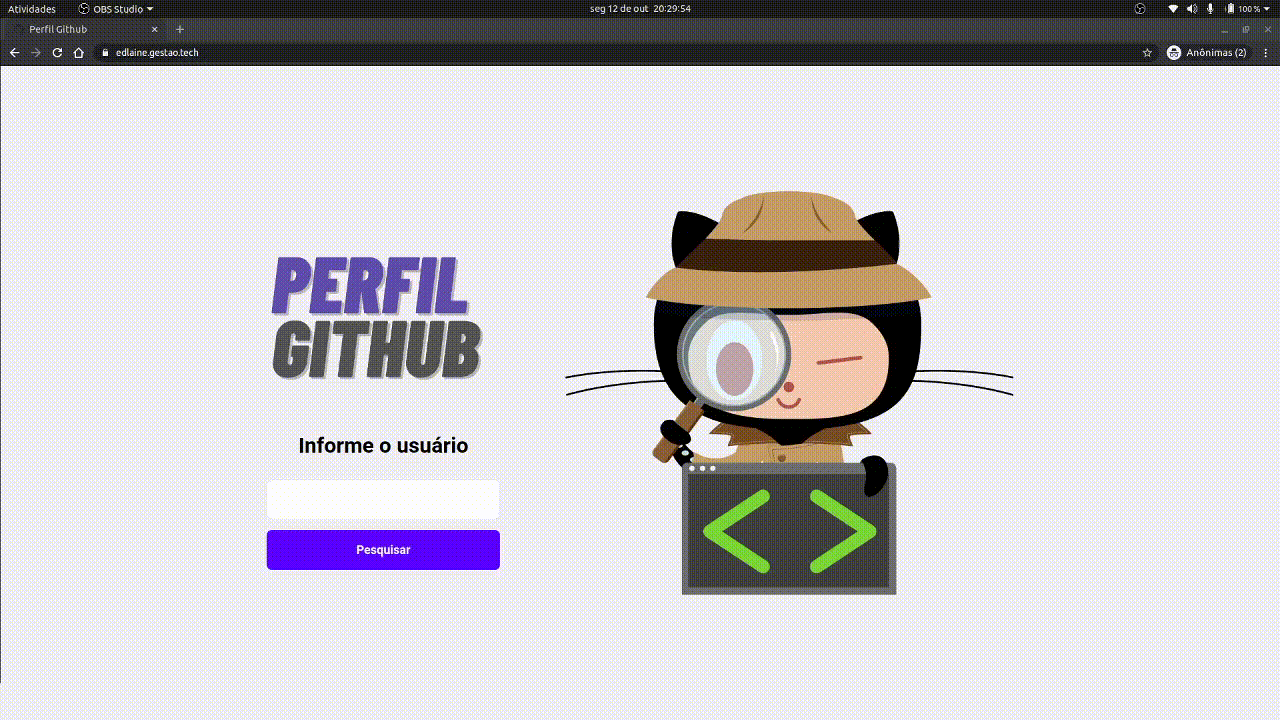 Atividades OBS Studio seg 12 de out 20:29:54 100 %
Perfil Github
edlaine.gestao.tech Anônimas (2)
PERFIL
GITHUB
Informe o usuário
Pesquisar
< >